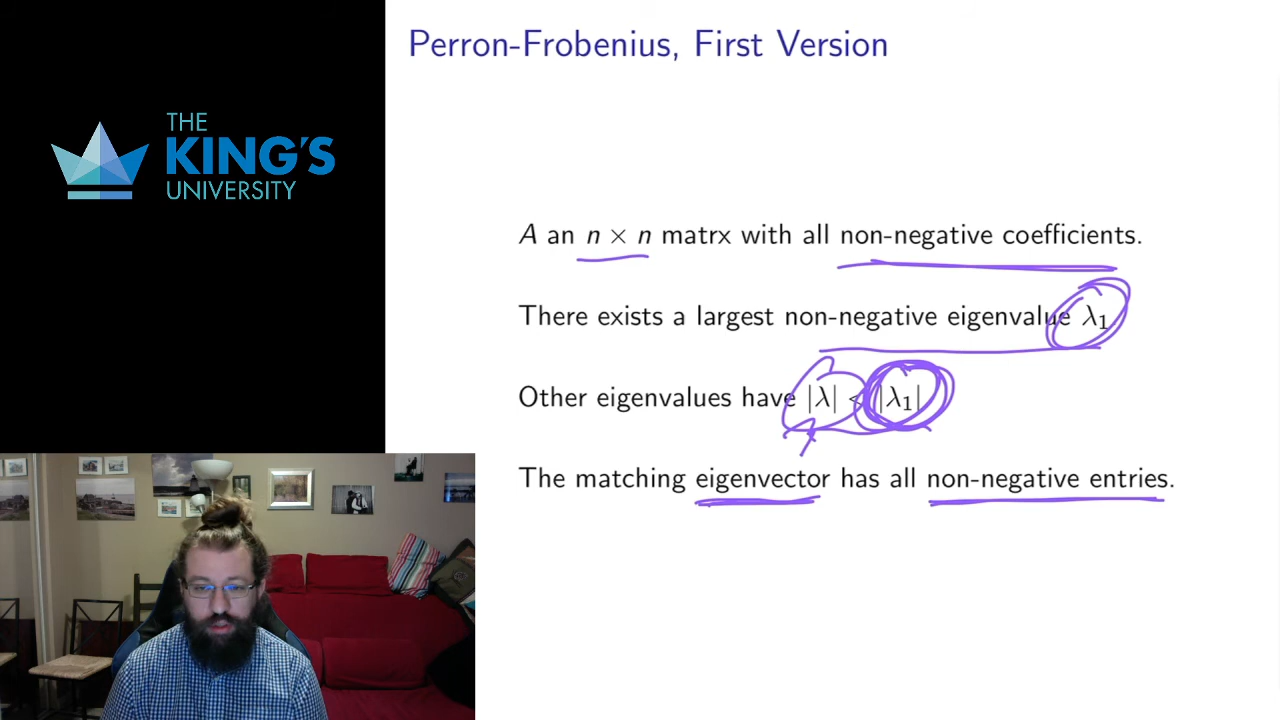 Perron-Frobenius, First Version
THE
KING'S
UNIVERSITY
A an n × n matrx with all non-negative coefficients.
There exists a largest non-negative eigenvalue λ₁
Other eigenvalues have |λ| < |λ₁|
The matching eigenvector has all non-negative entries.